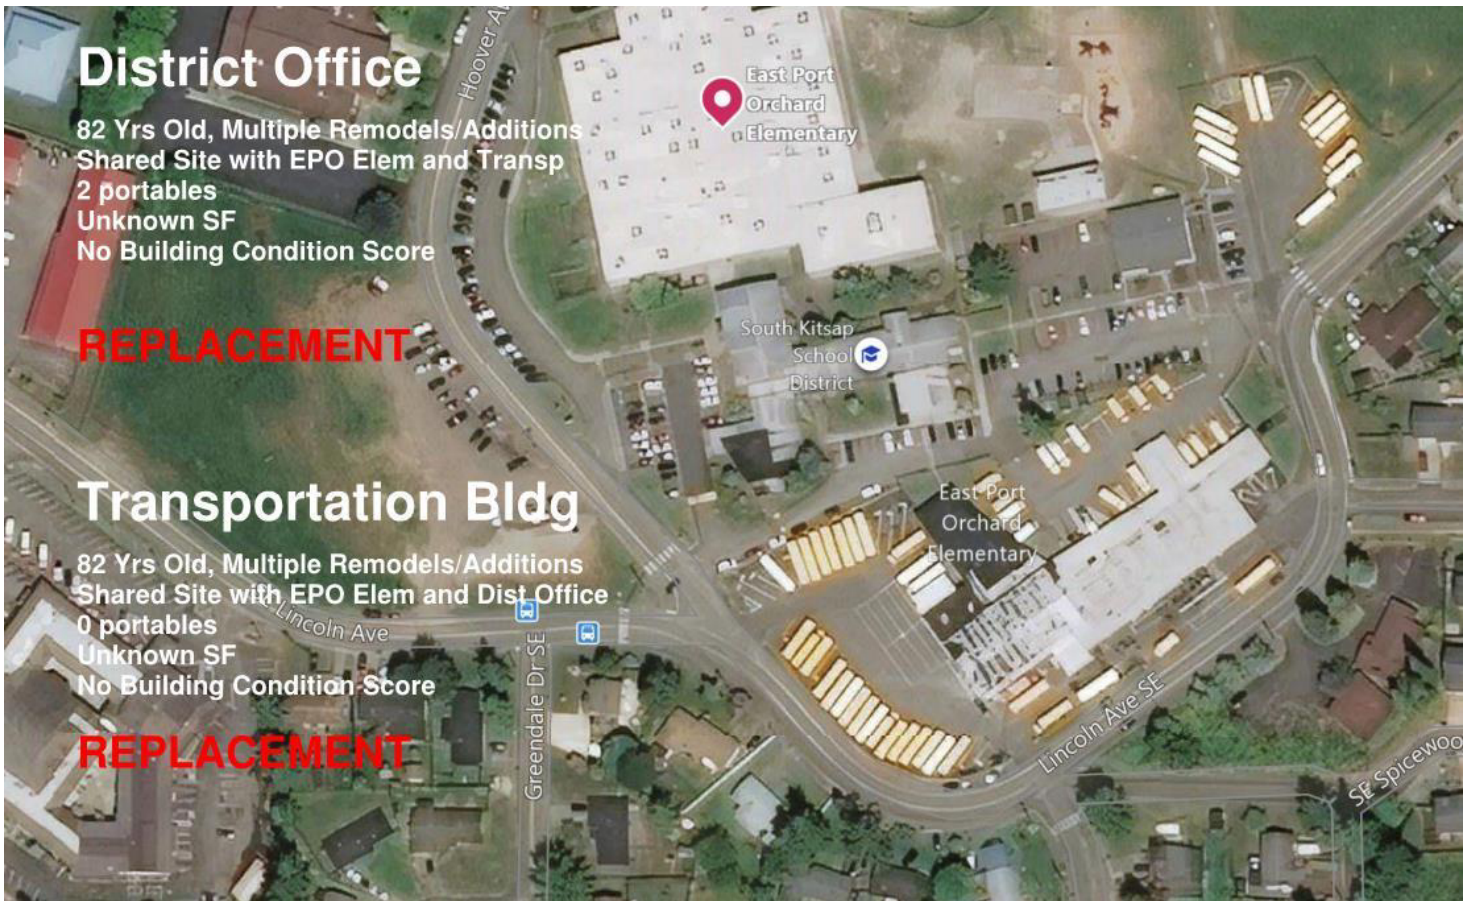 District Office
82 Yrs Old, Multiple Remodels/Additions
Shared Site with EPO Elem and Transp
2 portables
Unknown SF
No Building Condition Score
REPLACEMENT
Hoover A
East Port
Orchard
Elementary
South Kitsap
School
District
Transportation Bldg
82 Yrs Old, Multiple Remodels/Additions
Shared Site with EPO Elem and Dist Office
0 portables
Unknown SF
No Building Condition Score
REPLACEMENT
East Port
Orchard
Elementary
Lincoln Ave
Greendale Dr SE
Lincoln Ave SE
SE Spicewoo